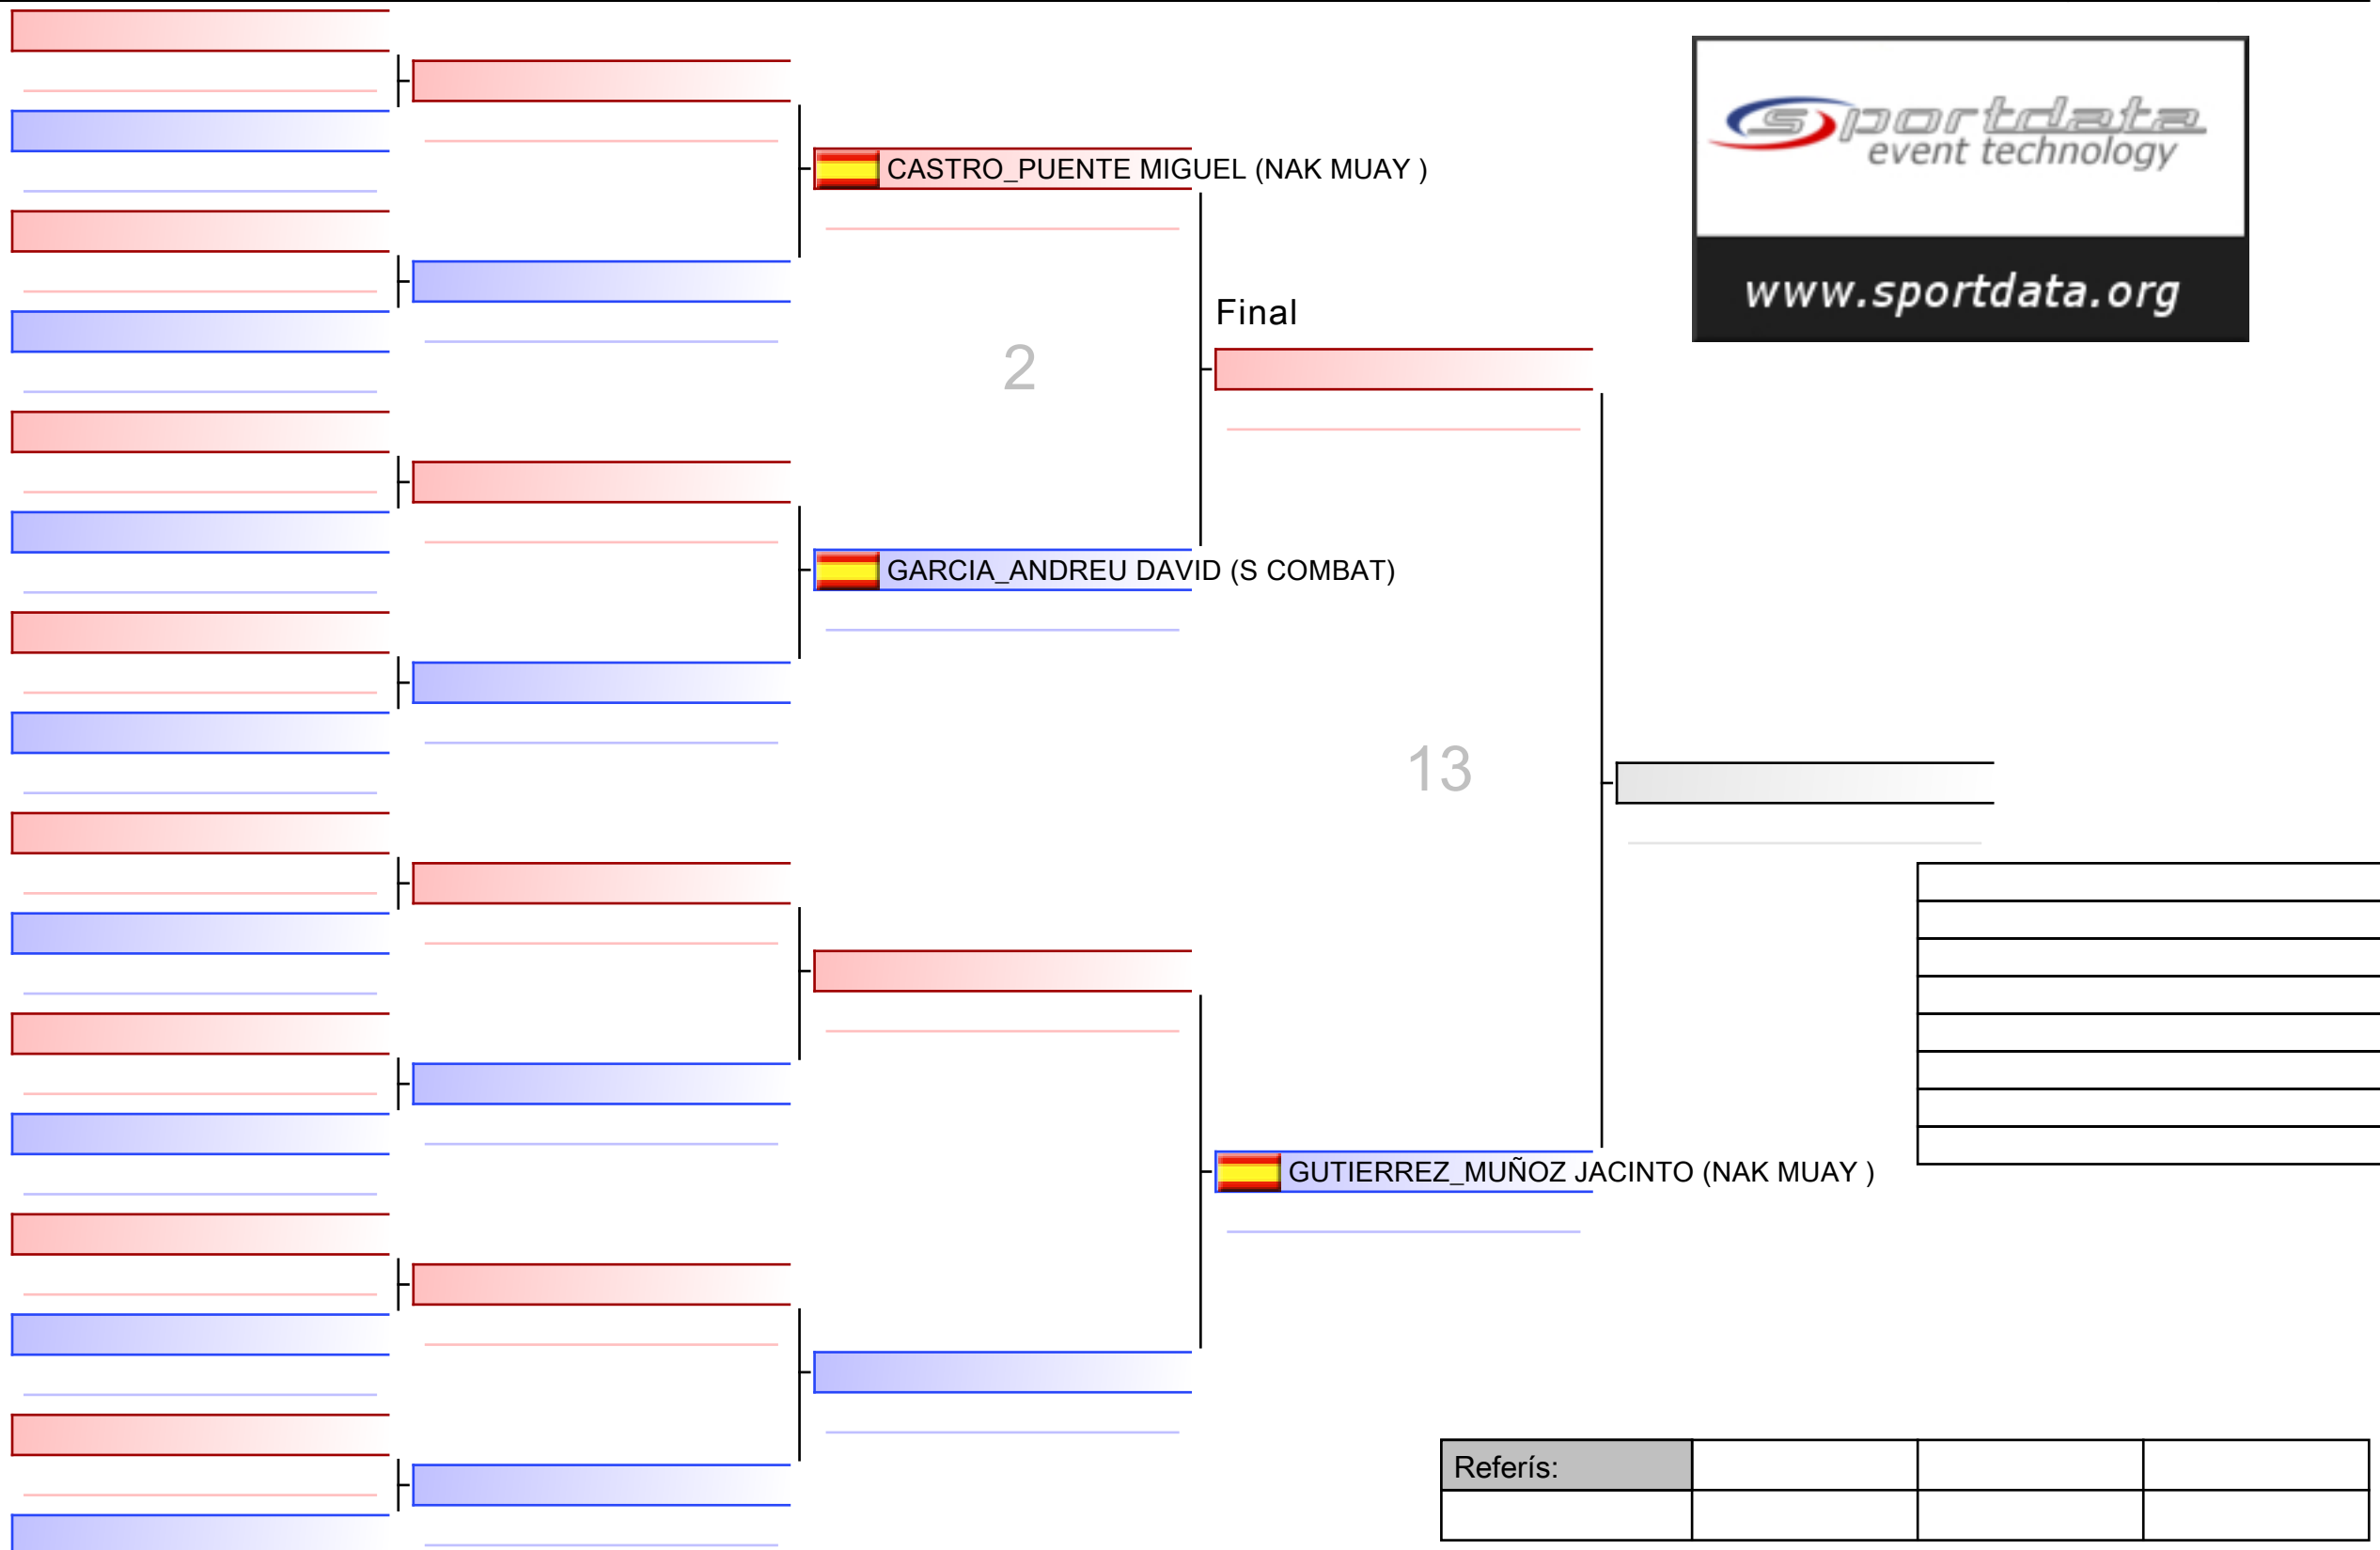 sportdata
event technology
www.sportdata.org
CASTRO_PUENTE MIGUEL (NAK MUAY )
Final
2
GARCIA_ANDREU DAVID (S COMBAT)
13
GUTIERREZ_MUÑOZ JACINTO (NAK MUAY )
Referís: